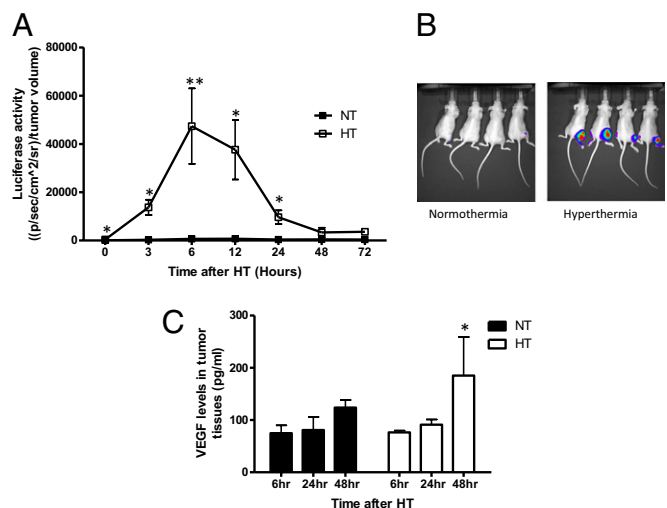 A
Luciferase activity
((p/sec/cm^2/sr)/tumor volume)
80000
60000
40000
20000
0
*
*
**
*
*
NT
HT
0 3 6 12 24 48 72
Time after HT (Hours)
B
Normothermia
Hyperthermia
C
VEGF levels in tumor
tissues (pg/ml)
300
200
100
0
*
NT
HT
6hr 24hr 48hr 6hr 24hr 48hr
Time after HT